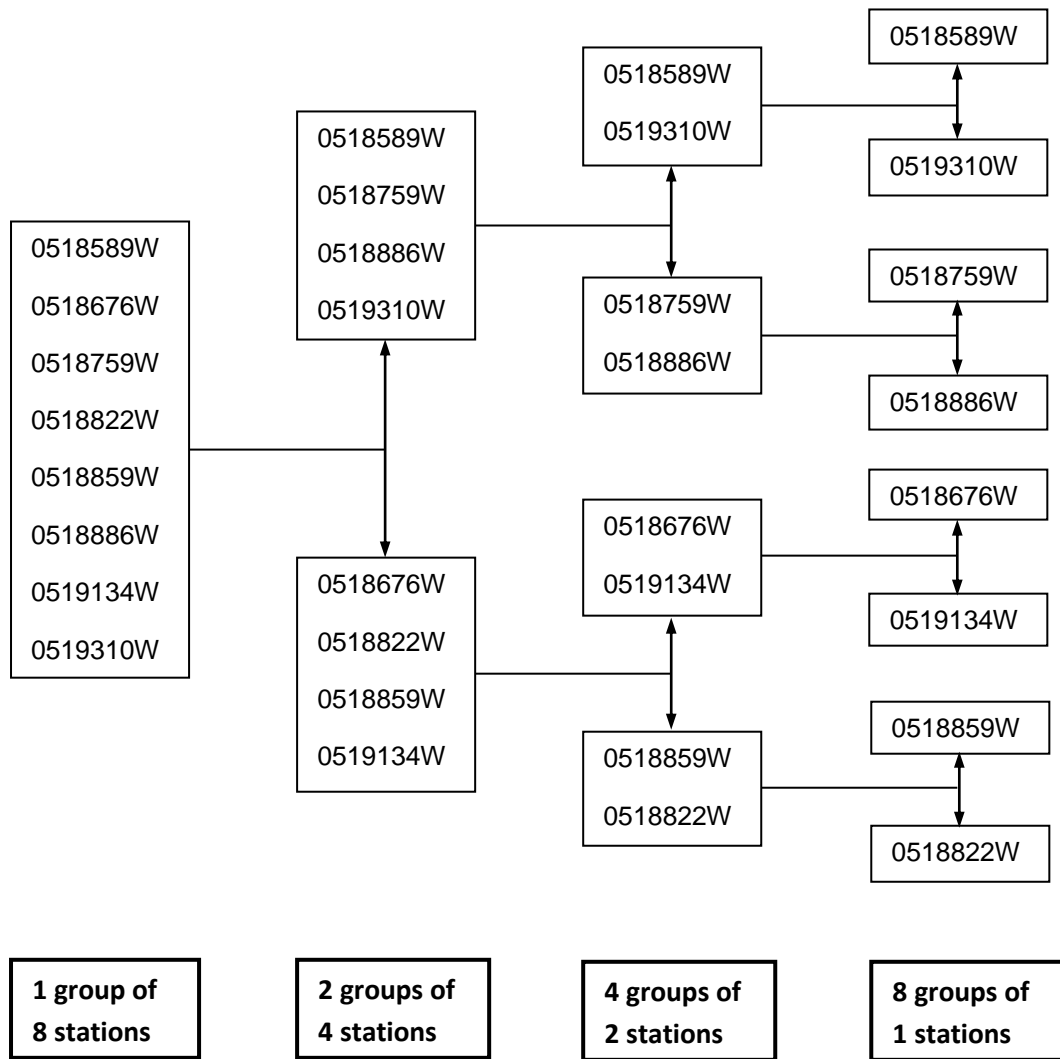 0518589W
0518676W
0518759W
0518822W
0518859W
0518886W
0519134W
0519310W
0518589W
0518759W
0518886W
0519310W
0518676W
0518822W
0518859W
0519134W
0518589W
0519310W
0518759W
0518886W
0518676W
0519134W
0518859W
0518822W
0518589W
0519310W
0518759W
0518886W
0518676W
0519134W
0518859W
0518822W
1 group of
8 stations
2 groups of
4 stations
4 groups of
2 stations
8 groups of
1 stations